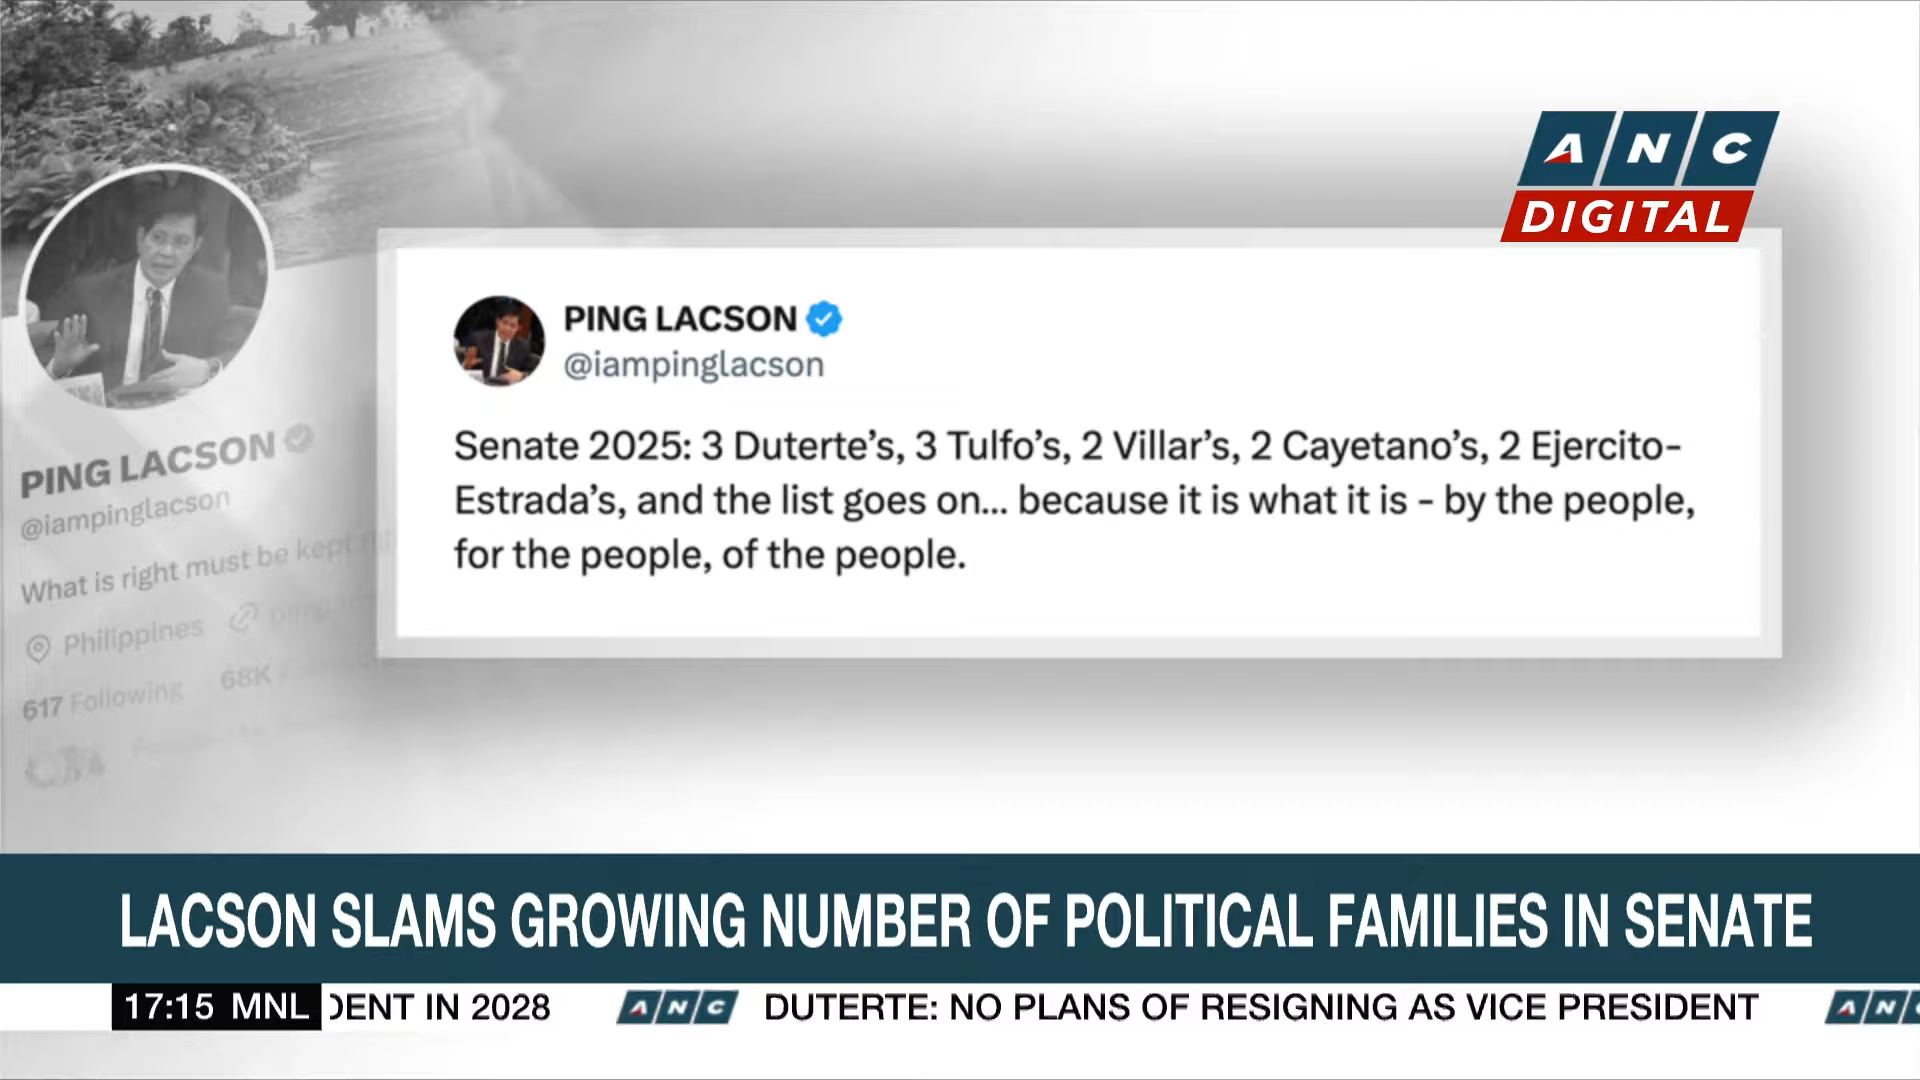 ANC
DIGITAL
PING LACSON
@iampinglacson
Senate 2025: 3 Duterte’s, 3 Tulfo’s, 2 Villar’s, 2 Cayetano’s, 2 Ejercito-
Estrada’s, and the list goes on... because it is what it is - by the people,
for the people, of the people.
PING LACSON
@iampinglacson
What is right must be kept
Philippines
617 Following 68K
LACSON SLAMS GROWING NUMBER OF POLITICAL FAMILIES IN SENATE
17:15 MNL DENT IN 2028 ANC DUTERTE: NO PLANS OF RESIGNING AS VICE PRESIDENT AN